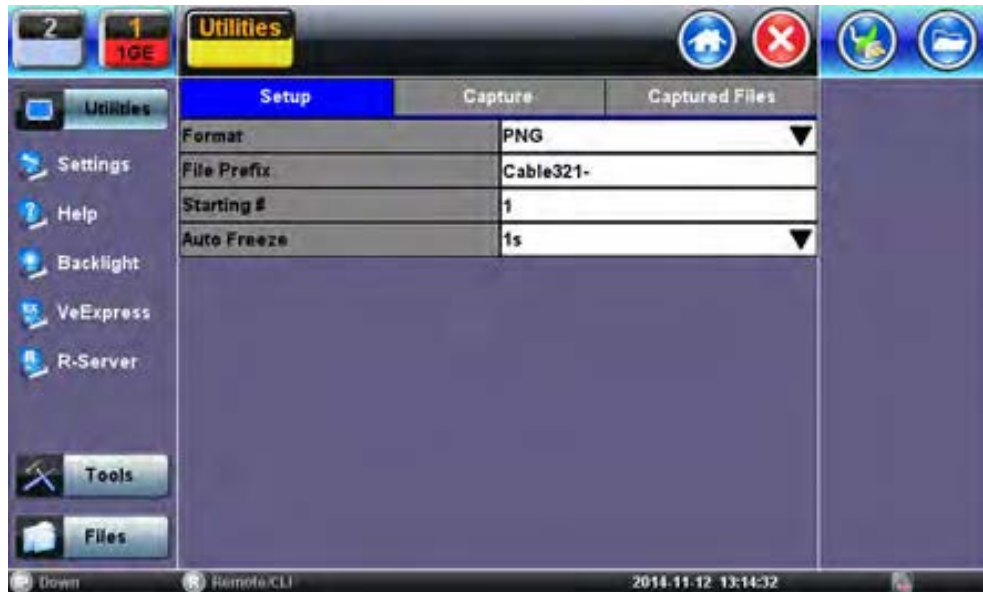 2
1
1GE
Utilities
Utilities
Settings
Help
Backlight
VeExpress
R-Server
Tools
Files
Setup Capture Captured Files
Format PNG
File Prefix Cable321-
Starting # 1
Auto Freeze 1s
Down Remote/CLI 2014-11-12 13:14:32